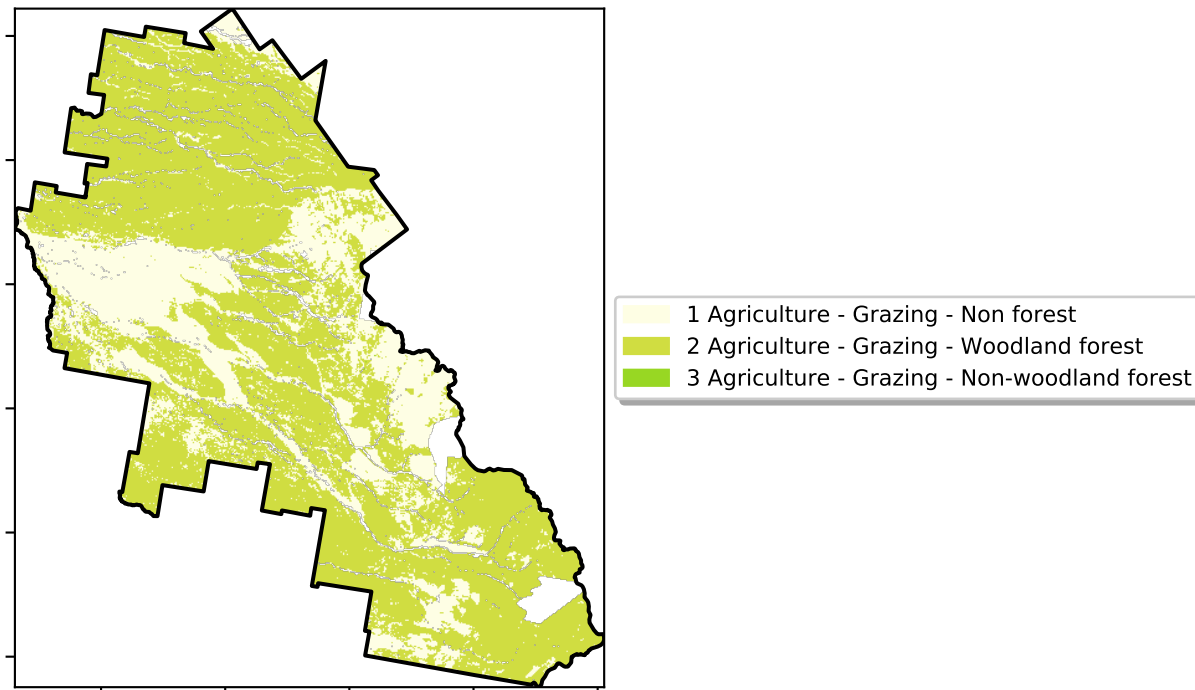 1 Agriculture - Grazing - Non forest
2 Agriculture - Grazing - Woodland forest
3 Agriculture - Grazing - Non-woodland forest